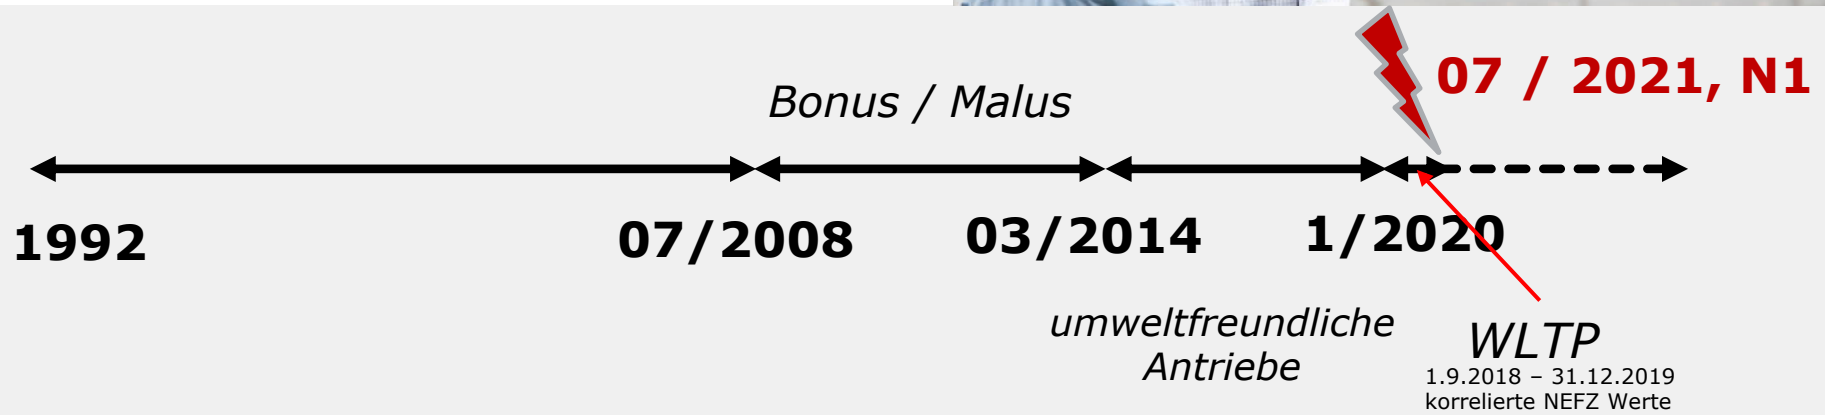 07 / 2021, N1
Bonus / Malus
1992
07/2008
03/2014
1/2020
umweltfreundliche
Antriebe
WLTP
1.9.2018 – 31.12.2019
korrelierte NEFZ Werte